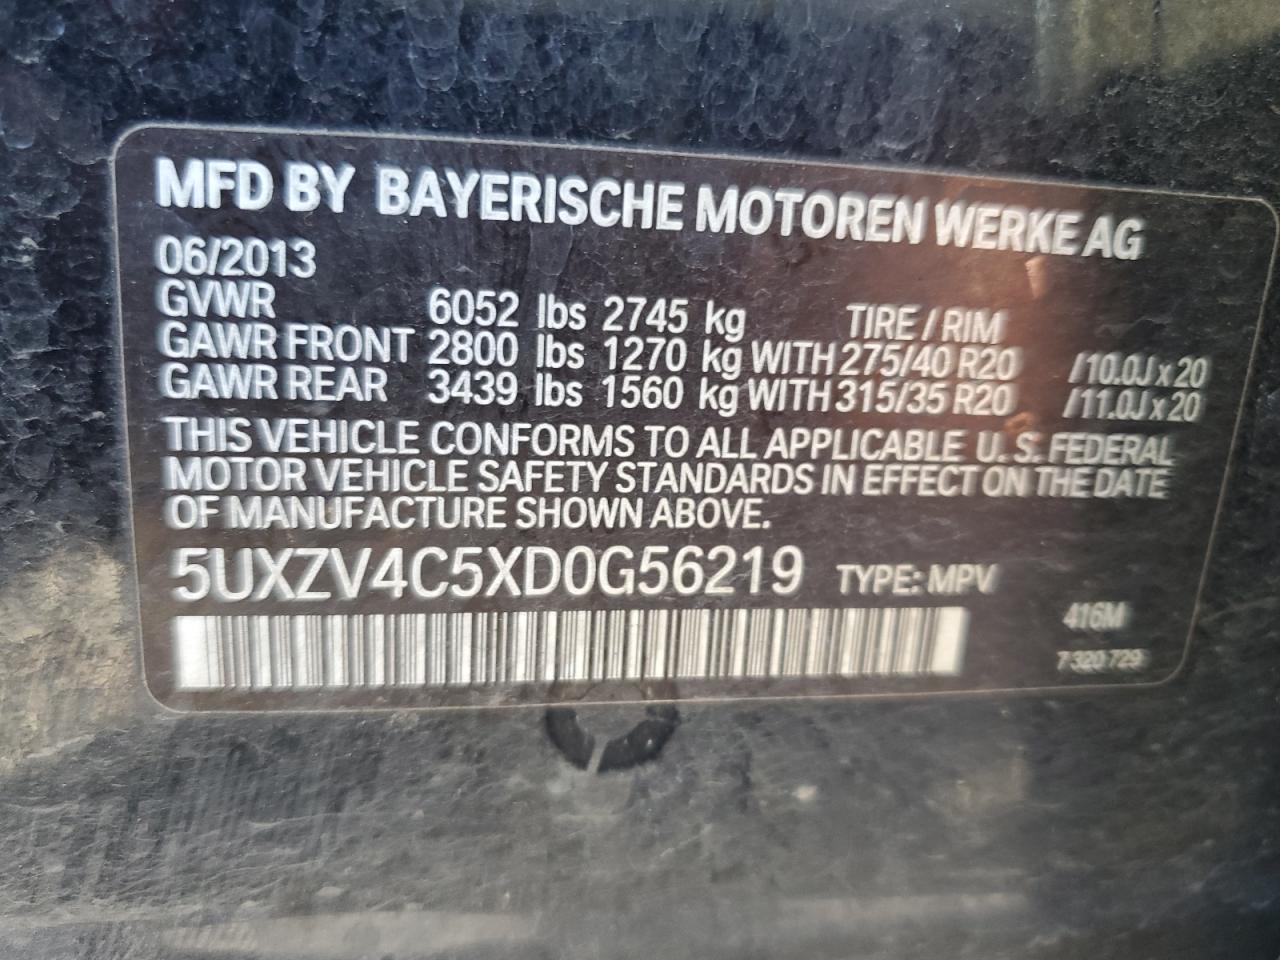 MFD BY BAYERISCHE MOTOREN WERKE AG
06/2013
GVWR 6052 lbs 2745 kg TIRE / RIM
GAWR FRONT 2800 lbs 1270 kg WITH 275/40 R20 /10.0J x 20
GAWR REAR 3439 lbs 1560 kg WITH 315/35 R20 /11.0J x 20
THIS VEHICLE CONFORMS TO ALL APPLICABLE U.S. FEDERAL
MOTOR VEHICLE SAFETY STANDARDS IN EFFECT ON THE DATE
OF MANUFACTURE SHOWN ABOVE.
5UXZV4C5XD0G56219 TYPE: MPV
416M
7 320 729